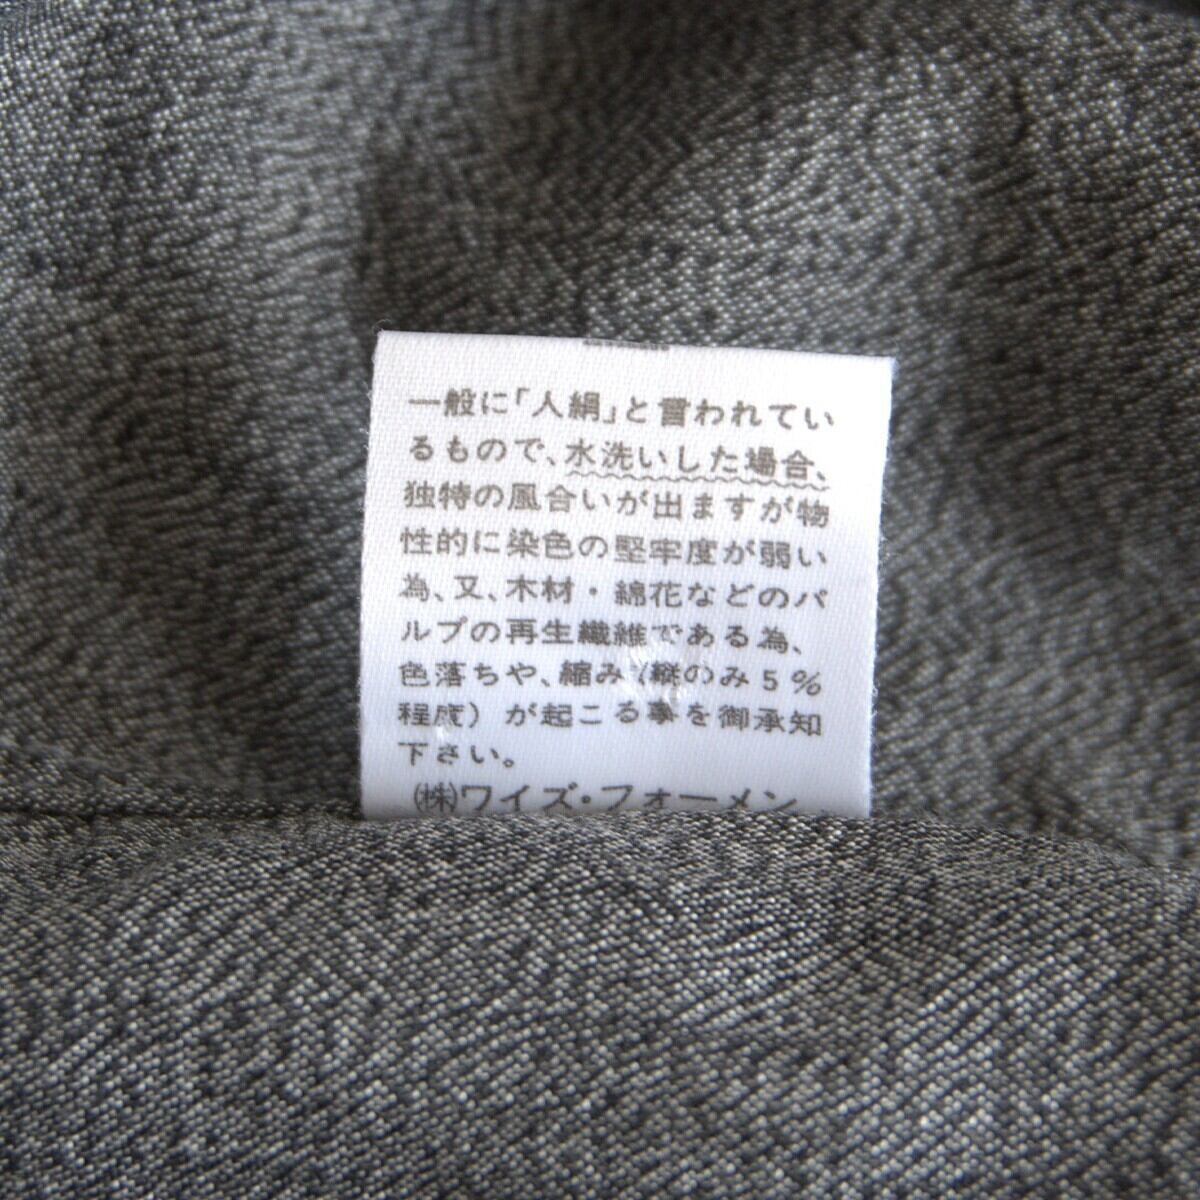 一般に「人絹」と言われてい
るもので、水洗いした場合、
独特の風合いが出ますが物
性的に染色の堅牢度が弱い
為、又、木材・綿花などのパ
ルプの再生繊維である為、
色落ちや、縮み(縦のみ5%
程度)が起こる事を御承知
下さい。
(株)ワイズ・フォーメン